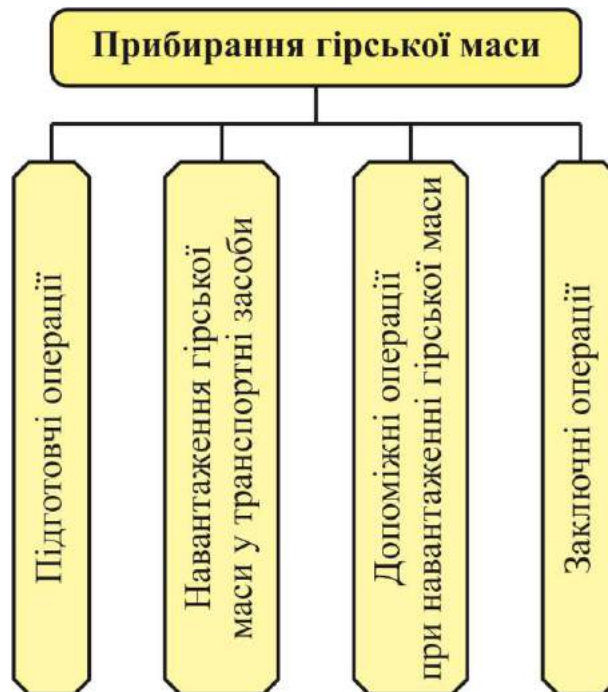 Прибирання гірської маси
Підготовчі операції
Навантаження гірської
маси у транспортні засоби
Допоміжні операції
при навантаженні гірської маси
Заключні операції